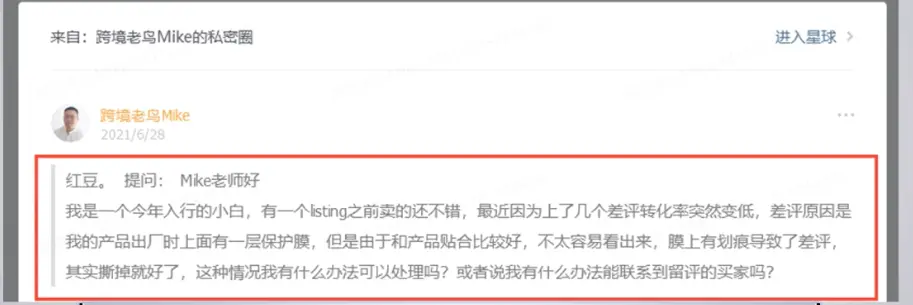 来自：跨境老鸟Mike的私密圈
进入星球 >
跨境老鸟Mike
2021/6/28
红豆。 提问： Mike老师好
我是一个今年入行的小白，有一个listing之前卖的还不错，最近因为上了几个差评转化率突然变低，差评原因是
我的产品出厂时上面有一层保护膜，但是由于和产品贴合比较好，不太容易看出来，膜上有划痕导致了差评，
其实撕掉就好了，这种情况我有什么办法可以处理吗？或者说我有什么办法能联系到留评的买家吗？